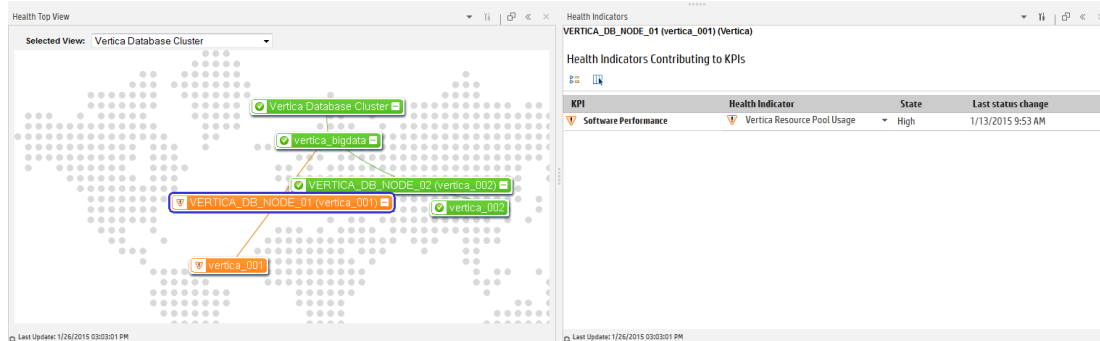 Health Top View
Selected View: Vertica Database Cluster
Vertica Database Cluster
vertica_bigdata
VERTICA_DB_NODE_02 (vertica_002)
VERTICA_DB_NODE_01 (vertica_001)
vertica_002
vertica_001
Last Update: 1/26/2015 03:03:01 PM
Health Indicators
VERTICA_DB_NODE_01 (vertica_001) (Vertica)
Health Indicators Contributing to KPIs
KPI Health Indicator State Last status change
Software Performance Vertica Resource Pool Usage High 1/13/2015 9:53 AM
Last Update: 1/26/2015 03:03:01 PM